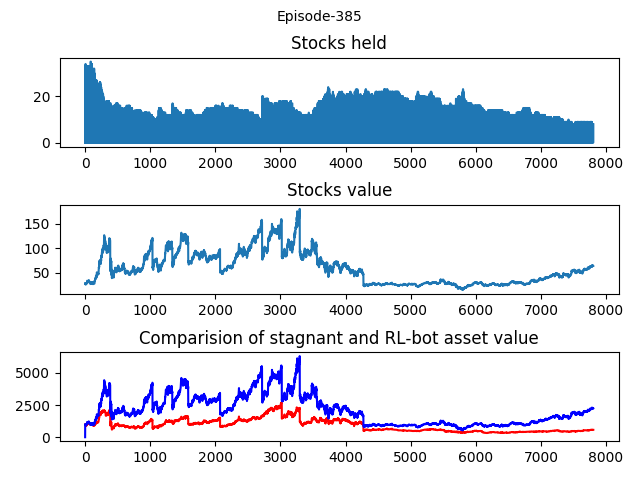 Episode-385
Stocks held
20
0
0 1000 2000 3000 4000 5000 6000 7000 8000
Stocks value
150
100
50
0 1000 2000 3000 4000 5000 6000 7000 8000
Comparision of stagnant and RL-bot asset value
5000
2500
0
0 1000 2000 3000 4000 5000 6000 7000 8000